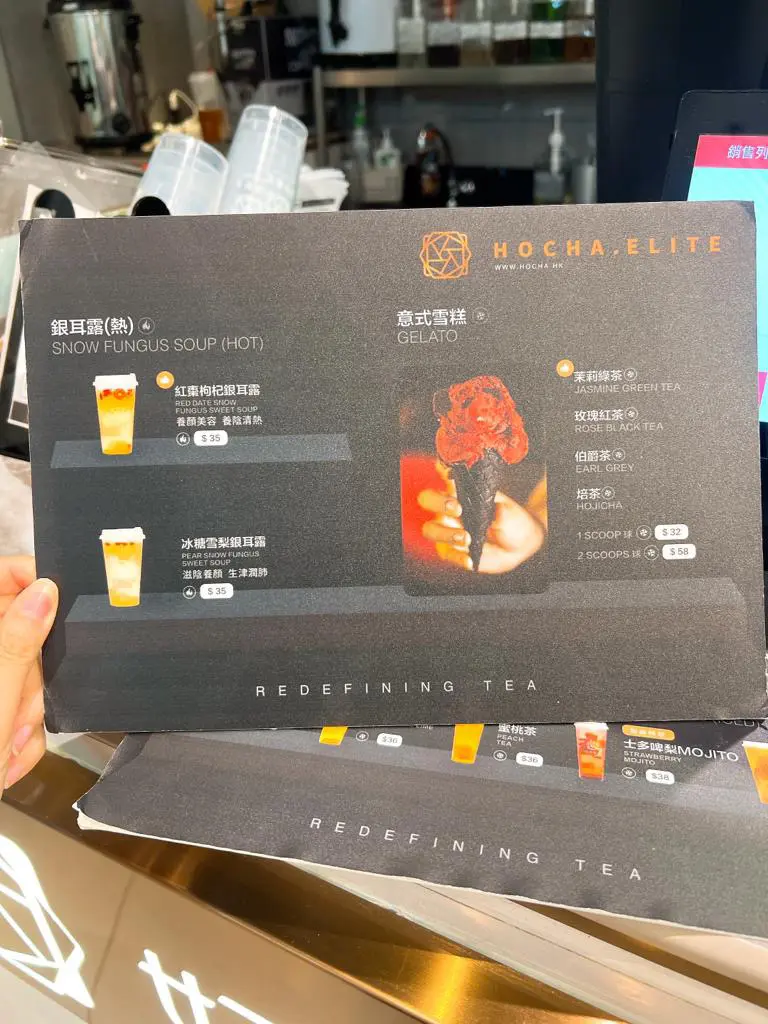 銷售列
HOCHA.ELITE
WWW.HOCHA.HK
銀耳露(熱)
SNOW FUNGUS SOUP (HOT)
紅棗枸杞銀耳露
RED DATE SNOW
FUNGUS SWEET SOUP
養顏美容 養陰清熱
$ 35
冰糖雪梨銀耳露
PEAR SNOW FUNGUS
SWEET SOUP
滋陰養顏 生津潤肺
$ 35
意式雪糕
GELATO
茉莉綠茶
JASMINE GREEN TEA
玫瑰紅茶
ROSE BLACK TEA
伯爵茶
EARL GREY
焙茶
HOJICHA
1 SCOOP 球 $ 32
2 SCOOPS 球 $ 58
REDEFINING TEA
$36
蜜桃茶
PEACH
TEA
$36
士多啤梨MOJITO
STRAWBERRY
MOJITO
$38
REDEFINING TEA